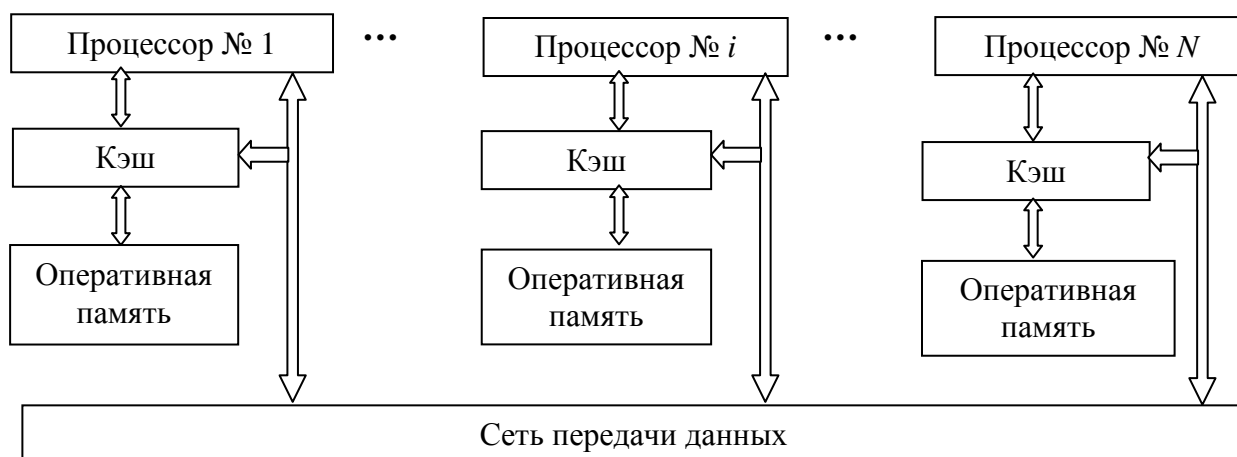 Процессор № 1
...
Процессор № i
...
Процессор № N
Кэш
Кэш
Кэш
Оперативная
память
Оперативная
память
Оперативная
память
Сеть передачи данных